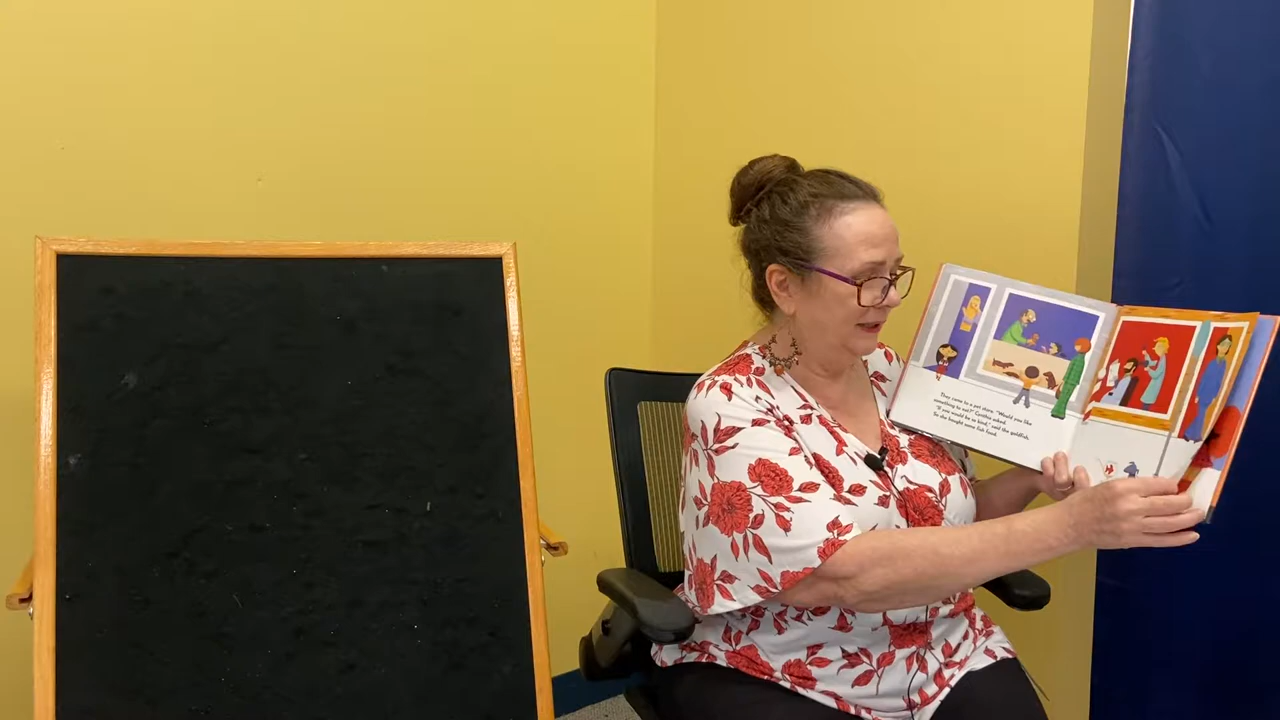 They came to a pet store. "Would you like
something to eat?" Cynthia asked.
"If you would be so kind," said the goldfish.
So she bought some fish food.